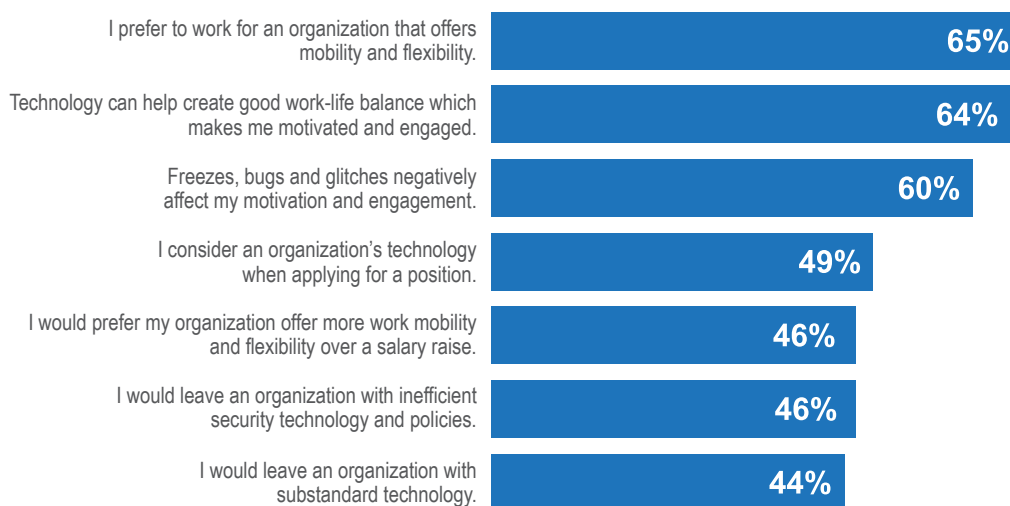 I prefer to work for an organization that offers
mobility and flexibility.
65%
Technology can help create good work-life balance which
makes me motivated and engaged.
64%
Freezes, bugs and glitches negatively
affect my motivation and engagement.
60%
I consider an organization’s technology
when applying for a position.
49%
I would prefer my organization offer more work mobility
and flexibility over a salary raise.
46%
I would leave an organization with inefficient
security technology and policies.
46%
I would leave an organization with
substandard technology.
44%